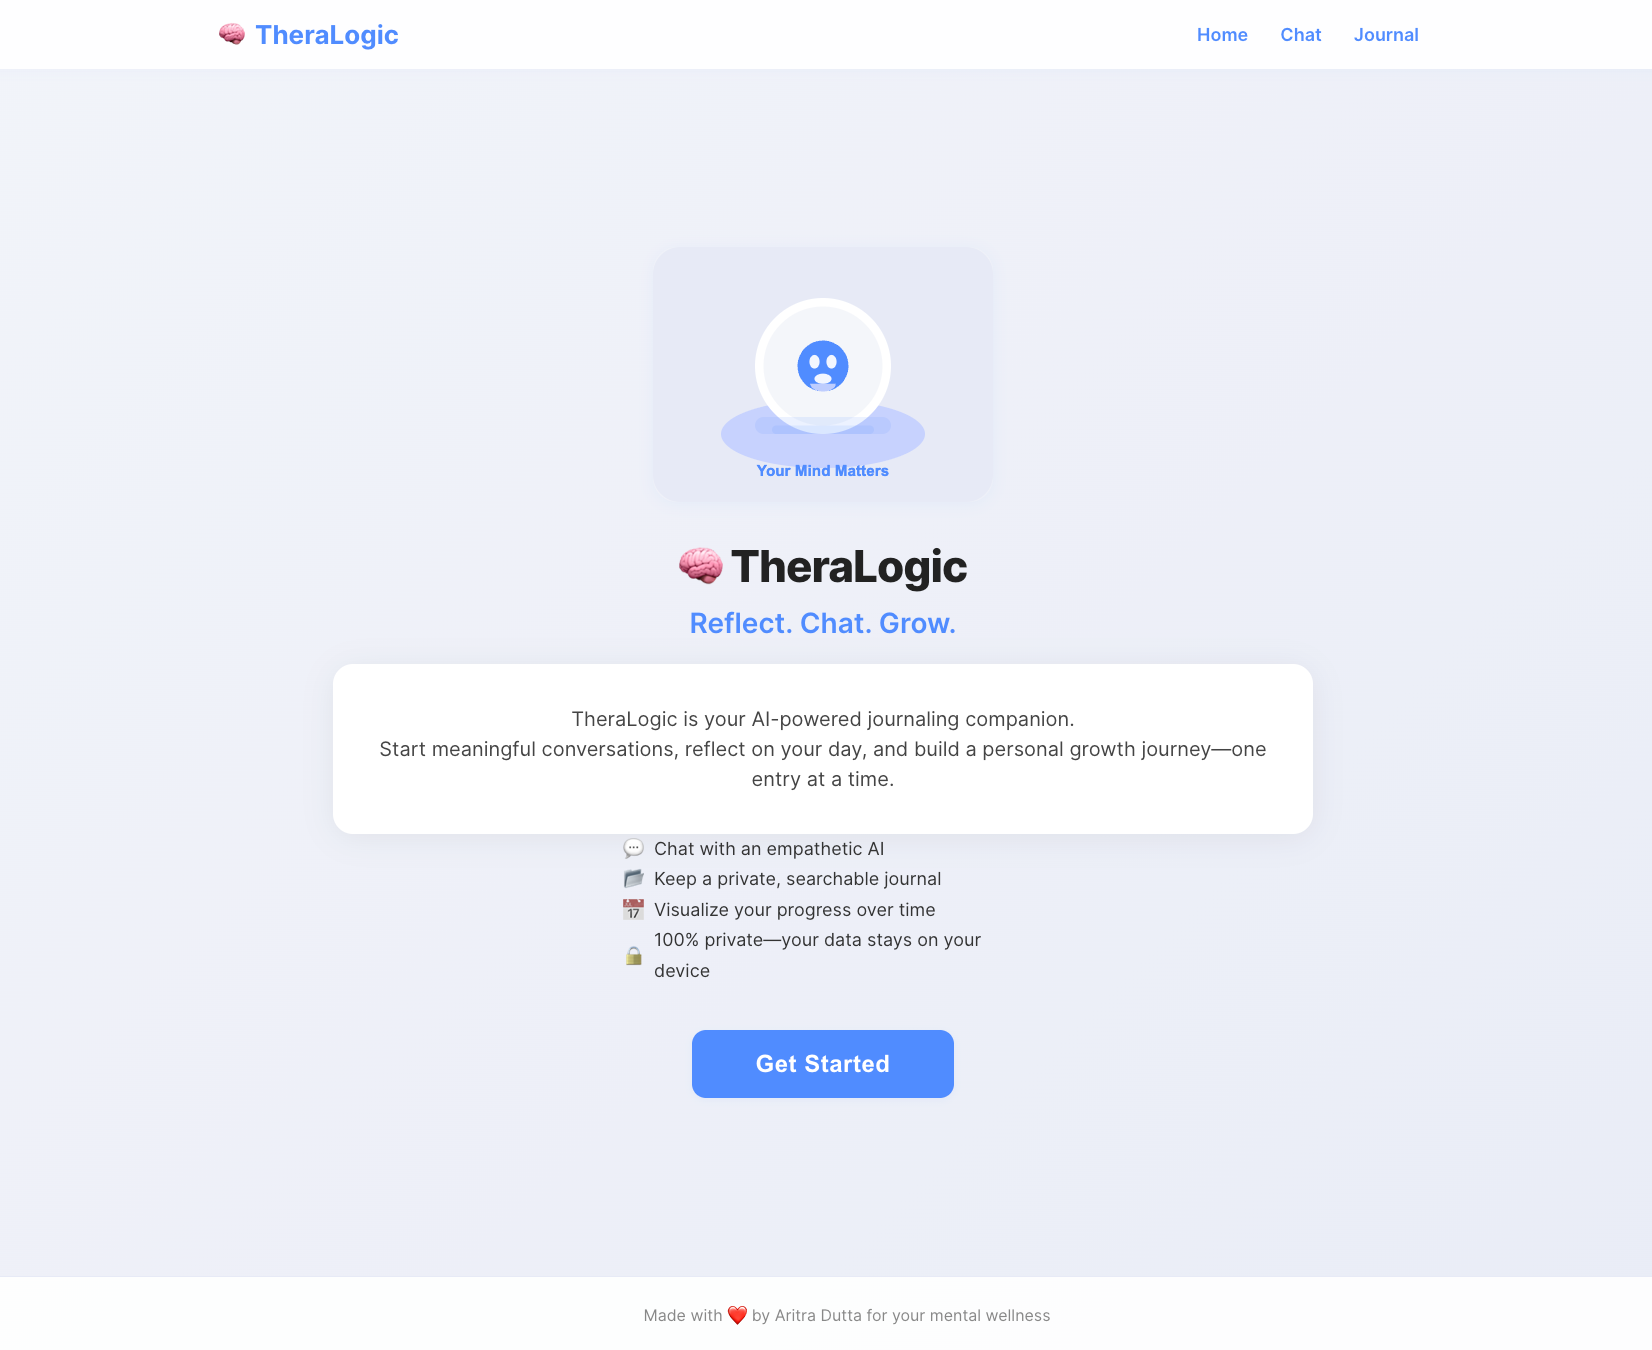 🧠 TheraLogic
Home
Chat
Journal
Your Mind Matters
🧠 TheraLogic
Reflect. Chat. Grow.
TheraLogic is your AI-powered journaling companion.
Start meaningful conversations, reflect on your day, and build a personal growth journey—one
entry at a time.
💬 Chat with an empathetic AI
📂 Keep a private, searchable journal
📅 Visualize your progress over time
🔒 100% private—your data stays on your
device
Get Started
Made with ❤️ by Aritra Dutta for your mental wellness